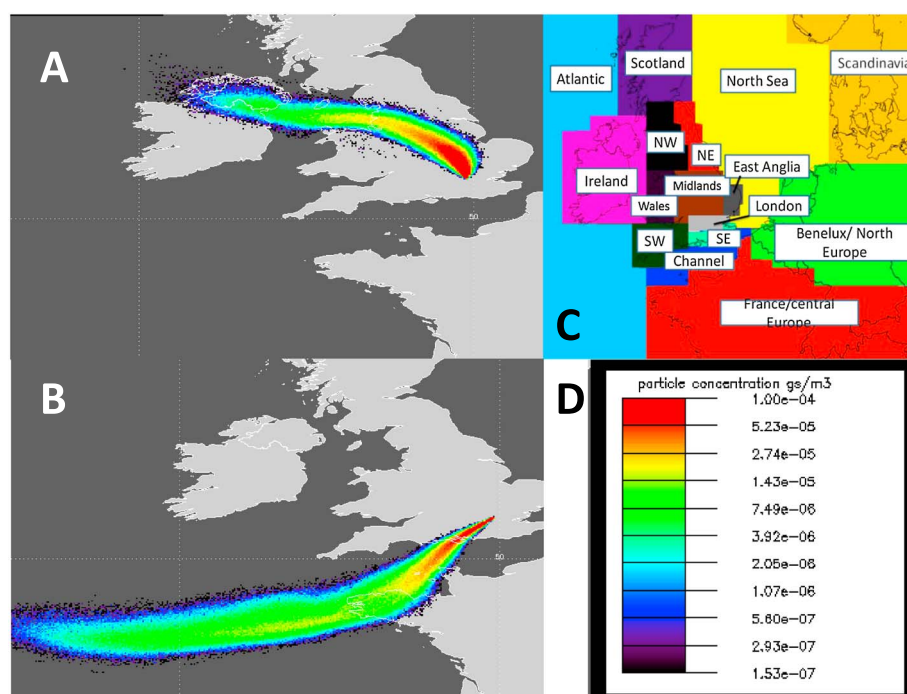 A
50
B
50
Atlantic
Scotland
North Sea
Scandinavia
NW
NE
East Anglia
Ireland
Midlands
Wales
London
SW
SE
Benelux/ North
Europe
Channel
France/central
Europe
C
D
particle concentration gs/m3
1.00e-04
5.23e-05
2.74e-05
1.43e-05
7.49e-06
3.92e-06
2.05e-06
1.07e-06
5.60e-07
2.93e-07
1.53e-07